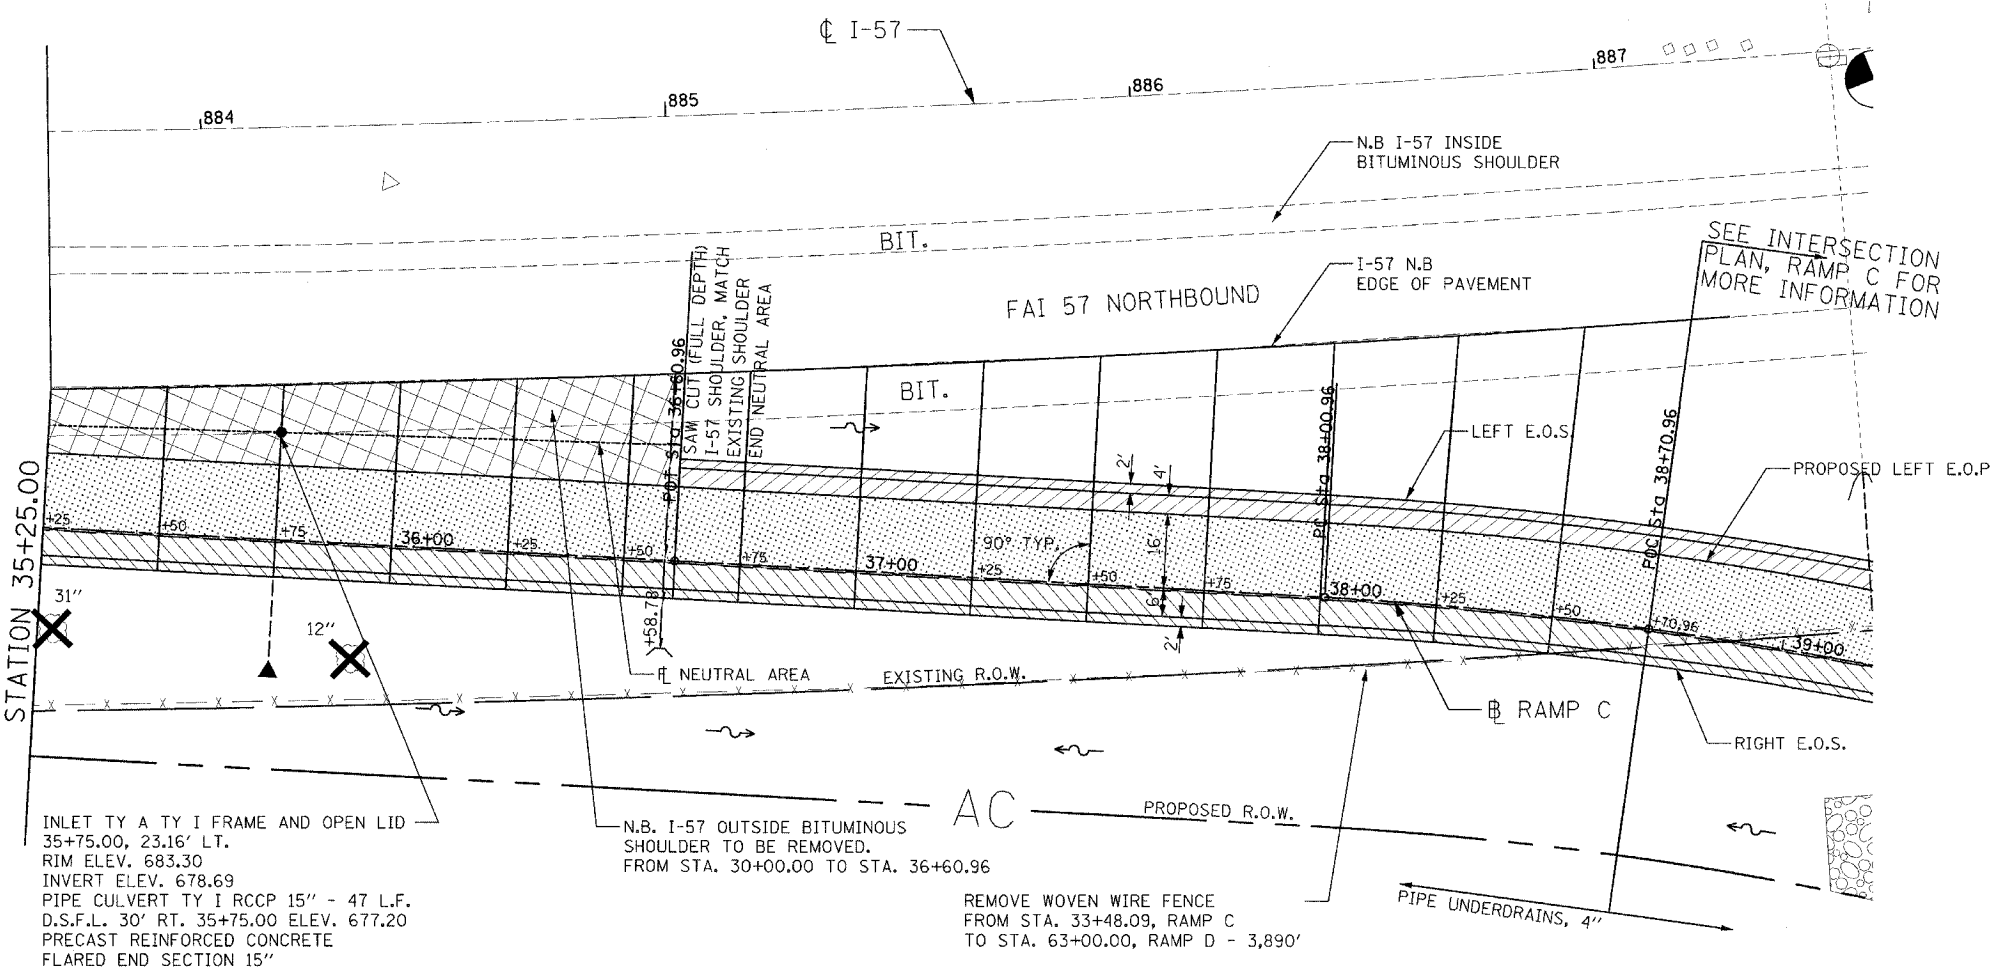 ℄ I-57
884
885
886
887
N.B I-57 INSIDE
BITUMINOUS SHOULDER
BIT.
I-57 N.B
EDGE OF PAVEMENT
FAI 57 NORTHBOUND
SEE INTERSECTION
PLAN, RAMP C FOR
MORE INFORMATION
SAW CUT (FULL DEPTH)
I-57 SHOULDER, MATCH
EXISTING SHOULDER
END NEUTRAL AREA
POT Sta 36+60.96
BIT.
PC Sta 38+00.96
POC Sta 38+70.96
LEFT E.O.S.
PROPOSED LEFT E.O.P
2'
4'
16'
6'
2'
90° TYP.
STATION 35+25.00
+25
+50
+75
36+00
+25
+50
+75
37+00
+25
+50
+75
38+00
+25
+50
+70.96
39+00
+58.78
31"
12"
NEUTRAL AREA
EXISTING R.O.W.
RAMP C
RIGHT E.O.S.
AC
PROPOSED R.O.W.
INLET TY A TY I FRAME AND OPEN LID
35+75.00, 23.16' LT.
RIM ELEV. 683.30
INVERT ELEV. 678.69
PIPE CULVERT TY I RCCP 15" - 47 L.F.
D.S.F.L. 30' RT. 35+75.00 ELEV. 677.20
PRECAST REINFORCED CONCRETE
FLARED END SECTION 15"
N.B. I-57 OUTSIDE BITUMINOUS
SHOULDER TO BE REMOVED.
FROM STA. 30+00.00 TO STA. 36+60.96
REMOVE WOVEN WIRE FENCE
FROM STA. 33+48.09, RAMP C
TO STA. 63+00.00, RAMP D - 3,890'
PIPE UNDERDRAINS, 4"